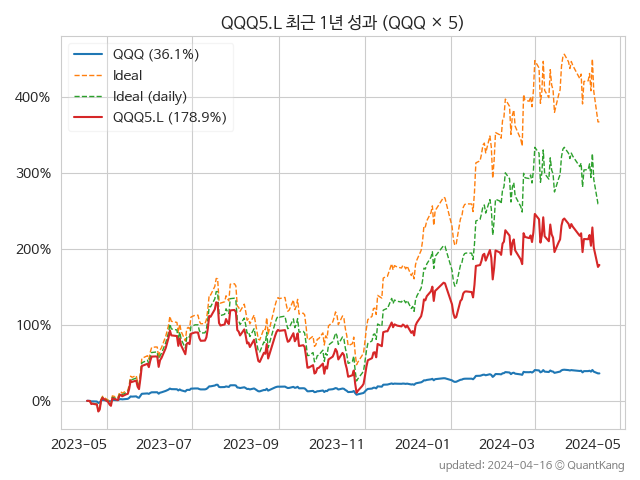 QQQ5.L 최근 1년 성과 (QQQ × 5)
QQQ (36.1%)
Ideal
Ideal (daily)
QQQ5.L (178.9%)
400%
300%
200%
100%
0%
2023-05 2023-07 2023-09 2023-11 2024-01 2024-03 2024-05
updated: 2024-04-16 © QuantKang